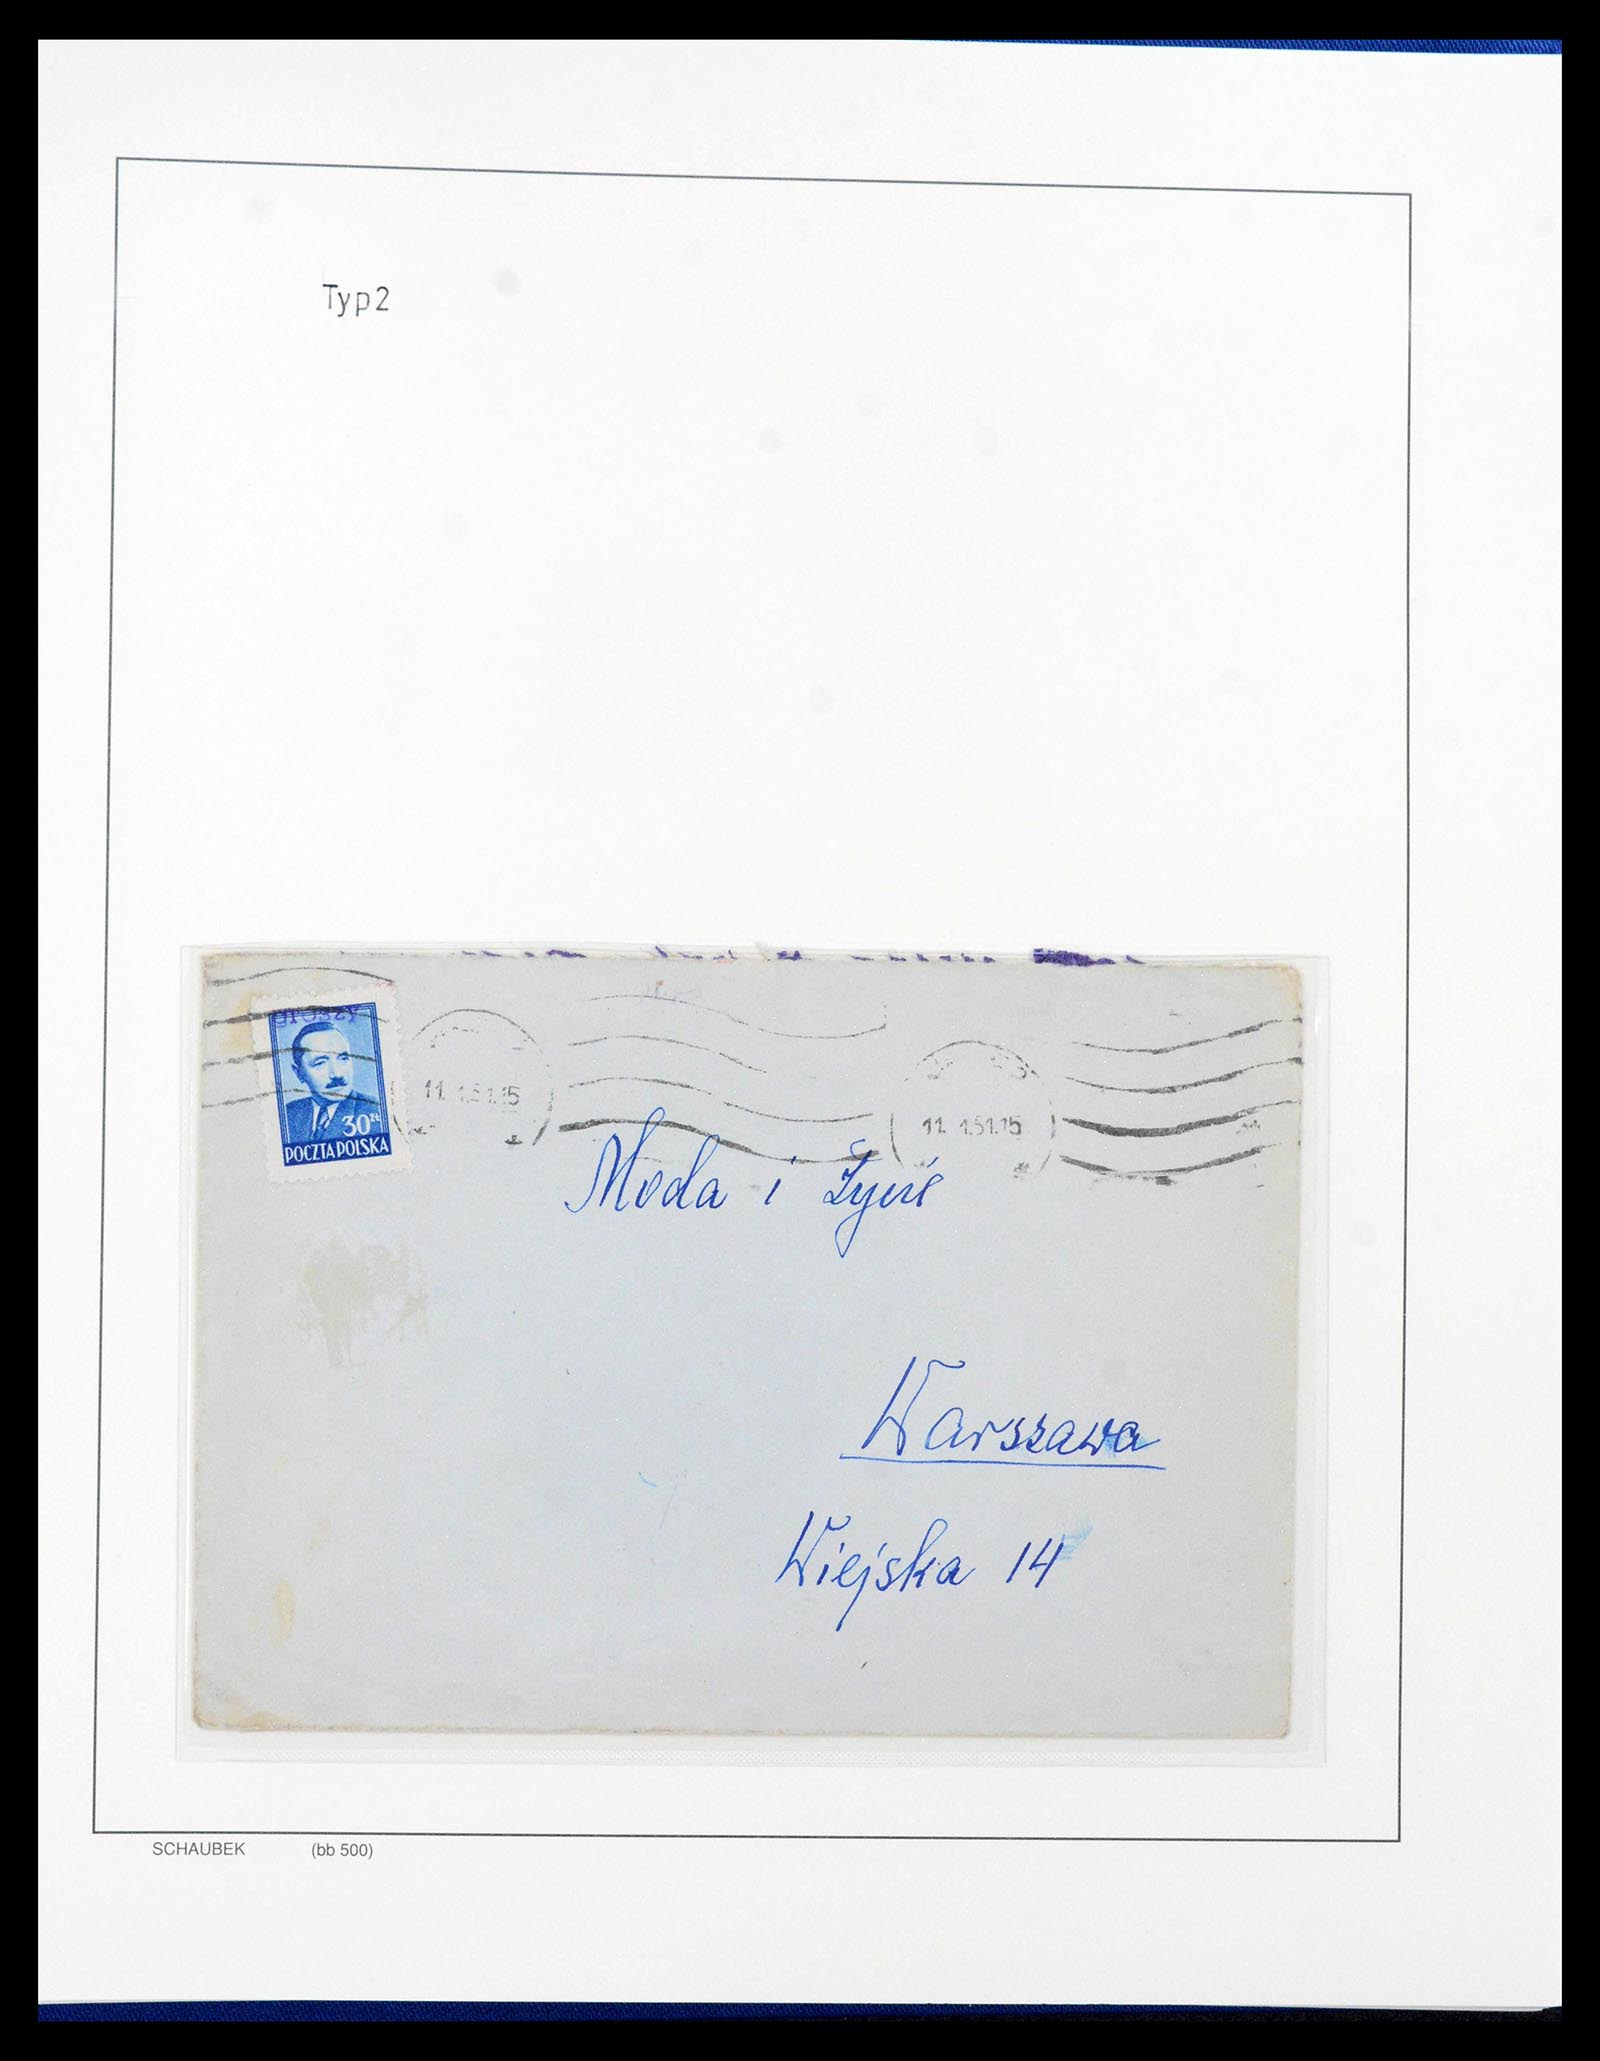 Typ2
groszy
30 zł
POCZTA POLSKA
11. 1.51.15
11. 1.51.15
Moda i Życie
Warszawa
Wiejska 14
SCHAUBEK (bb 500)